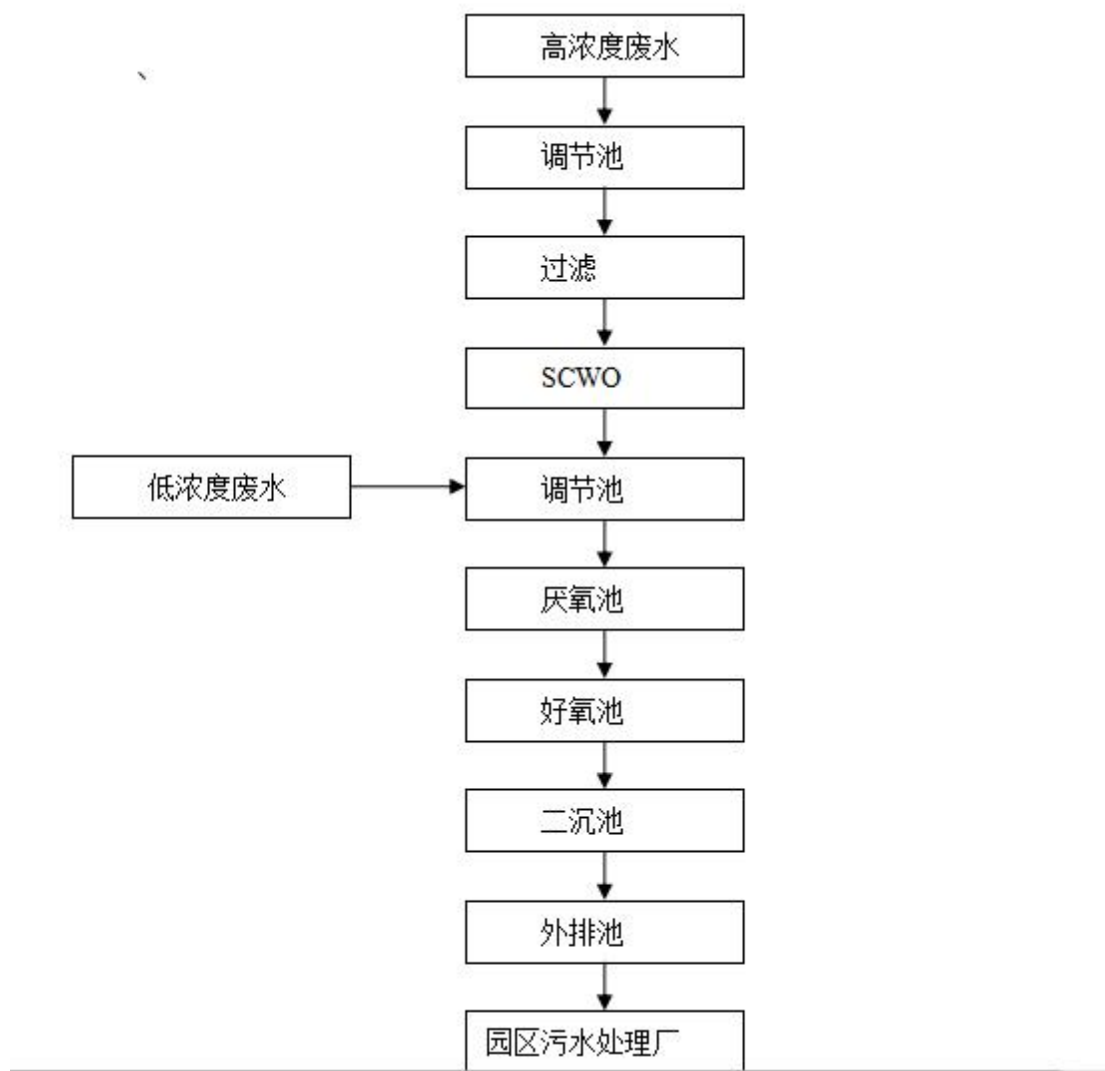 高浓度废水
、
调节池
过滤
SCWO
低浓度废水
调节池
厌氧池
好氧池
二沉池
外排池
园区污水处理厂